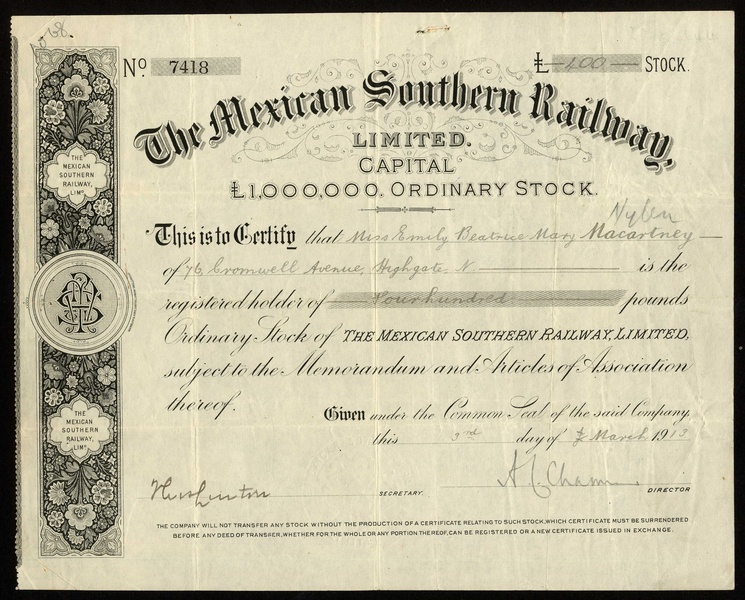 No. 7418
£ 400 STOCK.
The Mexican Southern Railway,
LIMITED.
CAPITAL
£1,000,000. ORDINARY STOCK.
This is to Certify that Miss Emily Beatrice Mary Macartney
of 76 Cromwell Avenue, Highgate N is the
registered holder of Four hundred pounds
Ordinary Stock of THE MEXICAN SOUTHERN RAILWAY, LIMITED,
subject to the Memorandum and Articles of Association
thereof.
Given under the Common Seal of the said Company,
this 3rd day of March 1913
SECRETARY.
DIRECTOR
THE COMPANY WILL NOT TRANSFER ANY STOCK WITHOUT THE PRODUCTION OF A CERTIFICATE RELATING TO SUCH STOCK, WHICH CERTIFICATE MUST BE SURRENDERED
BEFORE ANY DEED OF TRANSFER, WHETHER FOR THE WHOLE OR ANY PORTION THEREOF, CAN BE REGISTERED OR A NEW CERTIFICATE ISSUED IN EXCHANGE.
THE
MEXICAN
SOUTHERN
RAILWAY,
LIMD.
THE
MEXICAN
SOUTHERN
RAILWAY,
LIMD.